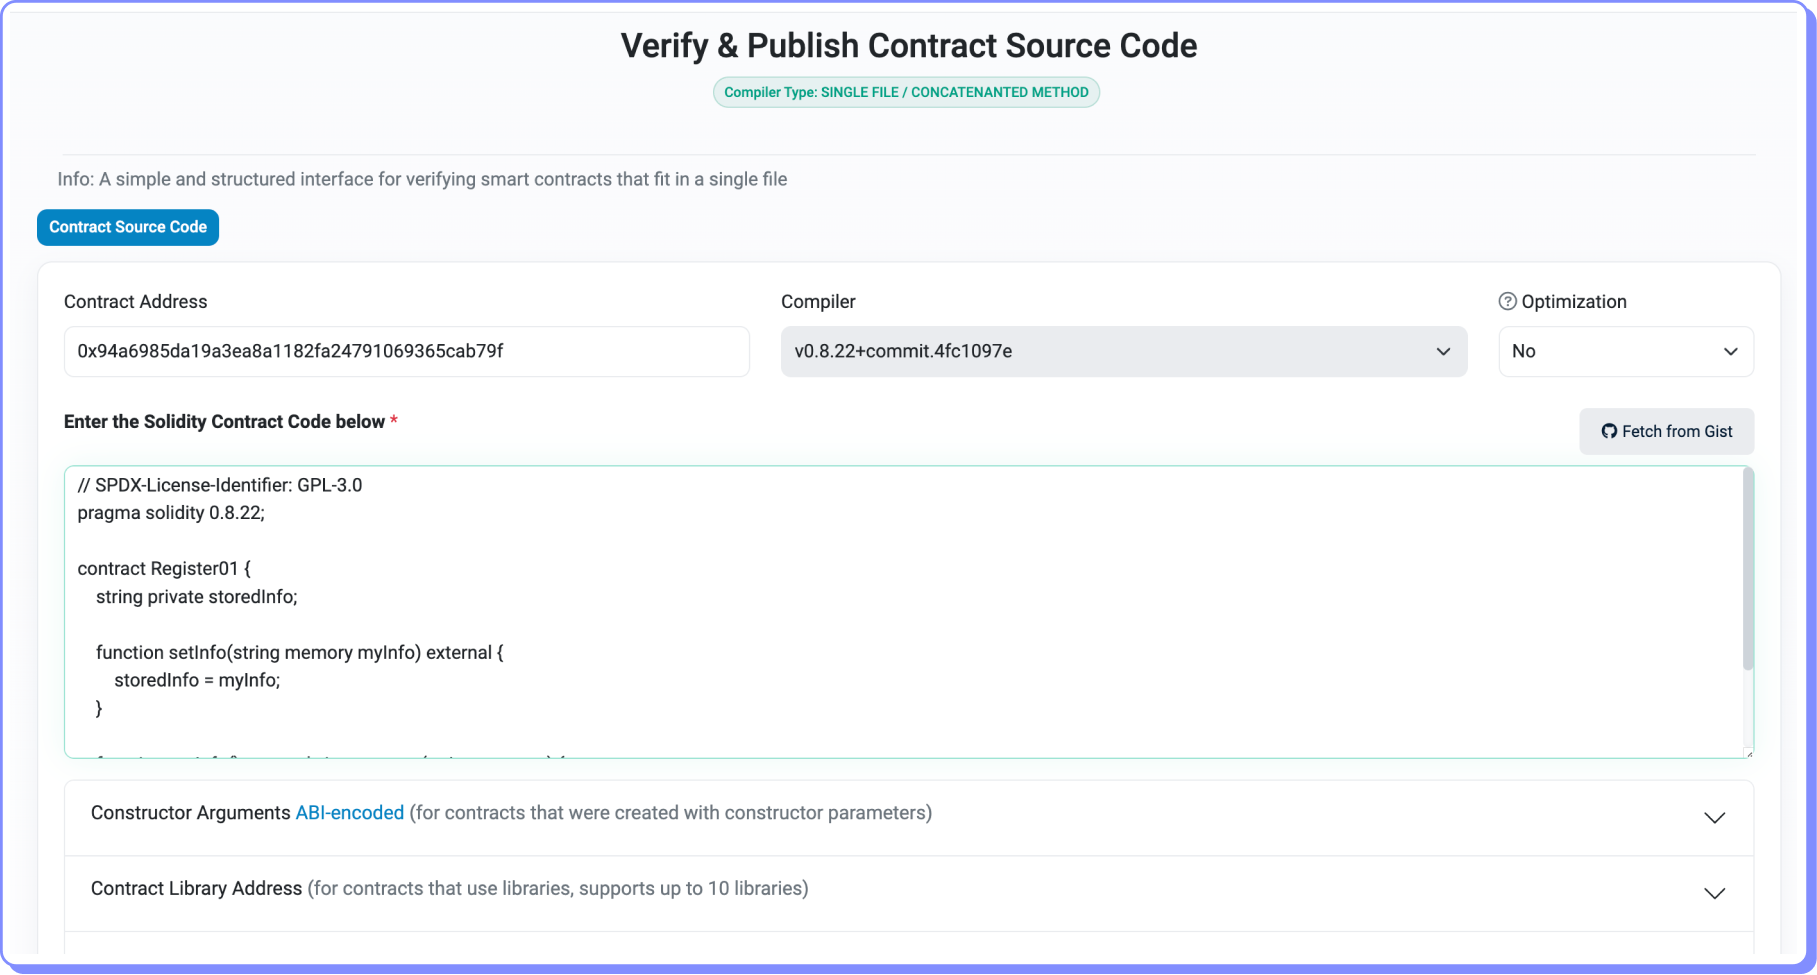 Verify & Publish Contract Source Code
Compiler Type: SINGLE FILE / CONCATENANTED METHOD
Info: A simple and structured interface for verifying smart contracts that fit in a single file
Contract Source Code
Contract Address
Compiler
Optimization
0x94a6985da19a3ea8a1182fa24791069365cab79f
v0.8.22+commit.4fc1097e
No
Enter the Solidity Contract Code below *
Fetch from Gist
// SPDX-License-Identifier: GPL-3.0
pragma solidity 0.8.22;
contract Register01 {
string private storedInfo;
function setInfo(string memory myInfo) external {
storedInfo = myInfo;
}
Constructor Arguments ABI-encoded (for contracts that were created with constructor parameters)
Contract Library Address (for contracts that use libraries, supports up to 10 libraries)